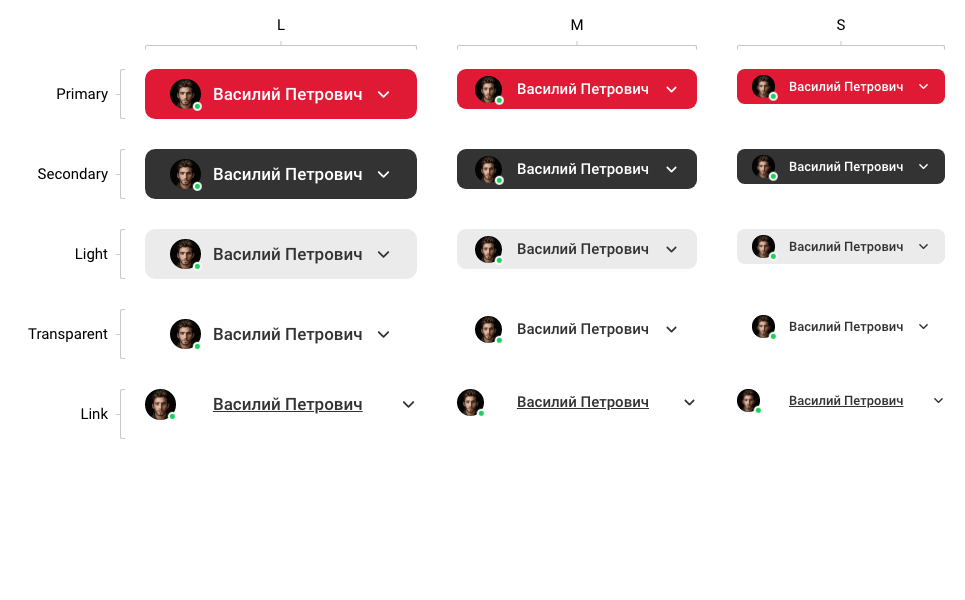 L M S
Primary Василий Петрович Василий Петрович Василий Петрович
Secondary Василий Петрович Василий Петрович Василий Петрович
Light Василий Петрович Василий Петрович Василий Петрович
Transparent Василий Петрович Василий Петрович Василий Петрович
Link Василий Петрович Василий Петрович Василий Петрович